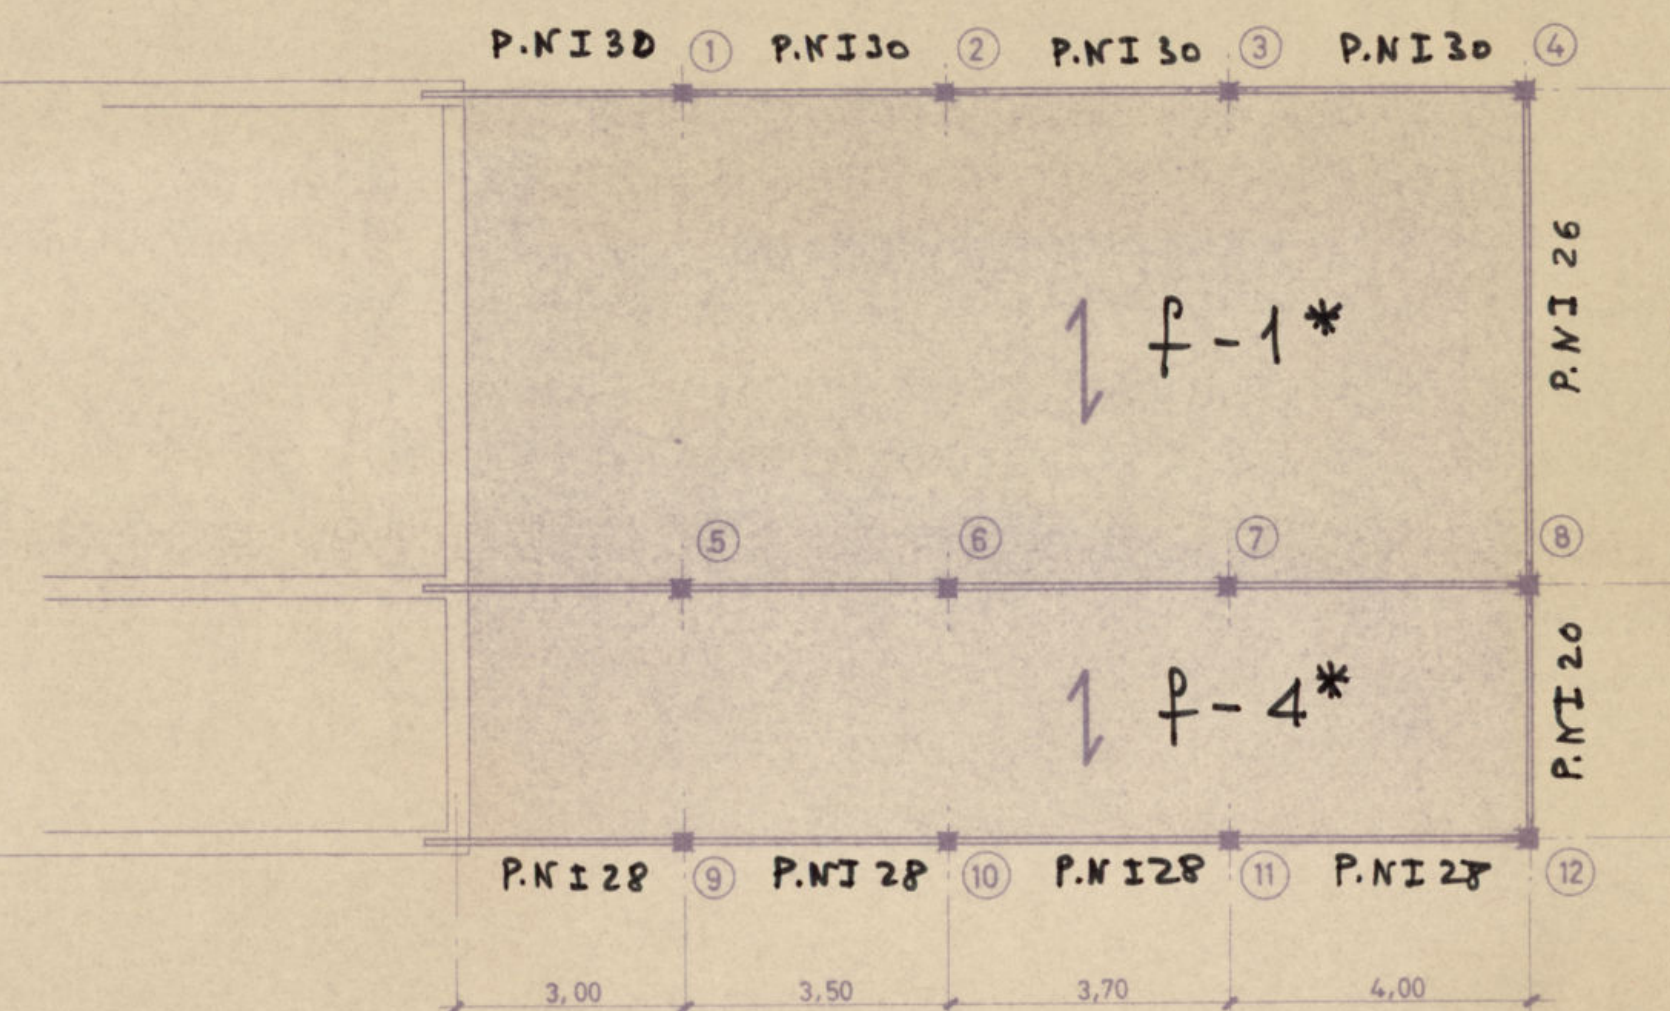 P.N I 30 ① P.N I 30 ② P.N I 30 ③ P.N I 30 ④
P.N I 26
f - 1 *
⑤ ⑥ ⑦ ⑧
P.N I 20
f - 4 *
P.N I 28 ⑨ P.N I 28 ⑩ P.N I 28 ⑪ P.N I 28 ⑫
3,00 3,50 3,70 4,00